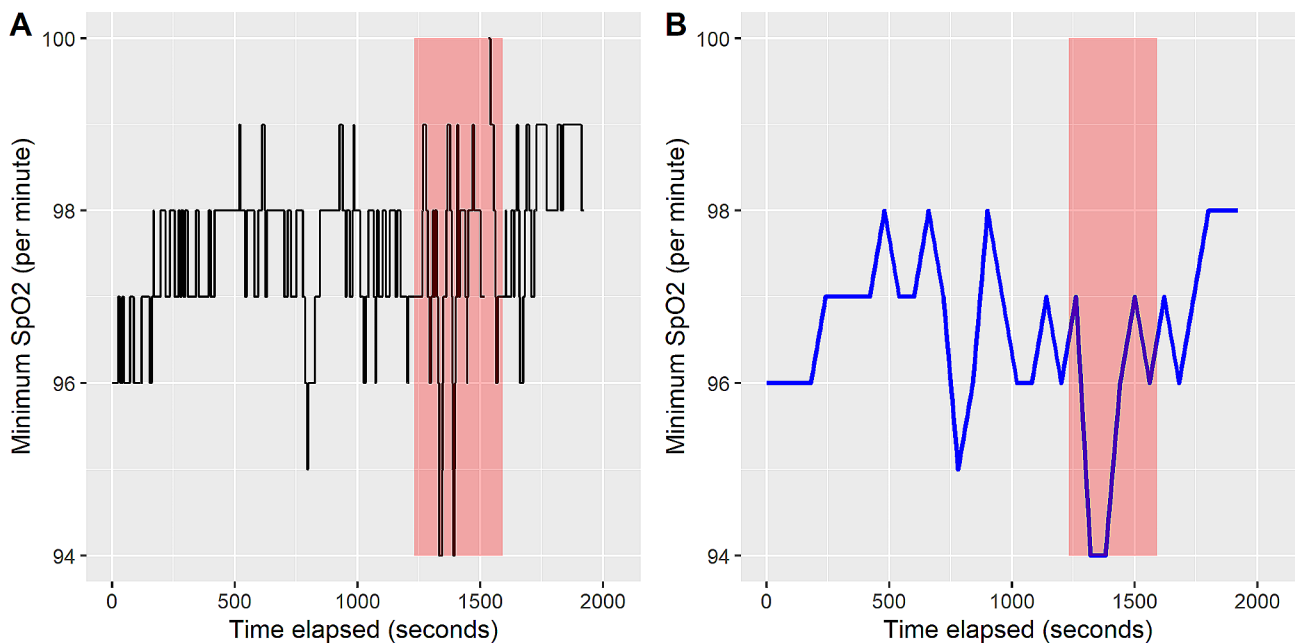 A
Minimum SpO2 (per minute)
100
98
96
94
0 500 1000 1500 2000
Time elapsed (seconds)
B
Minimum SpO2 (per minute)
100
98
96
94
0 500 1000 1500 2000
Time elapsed (seconds)